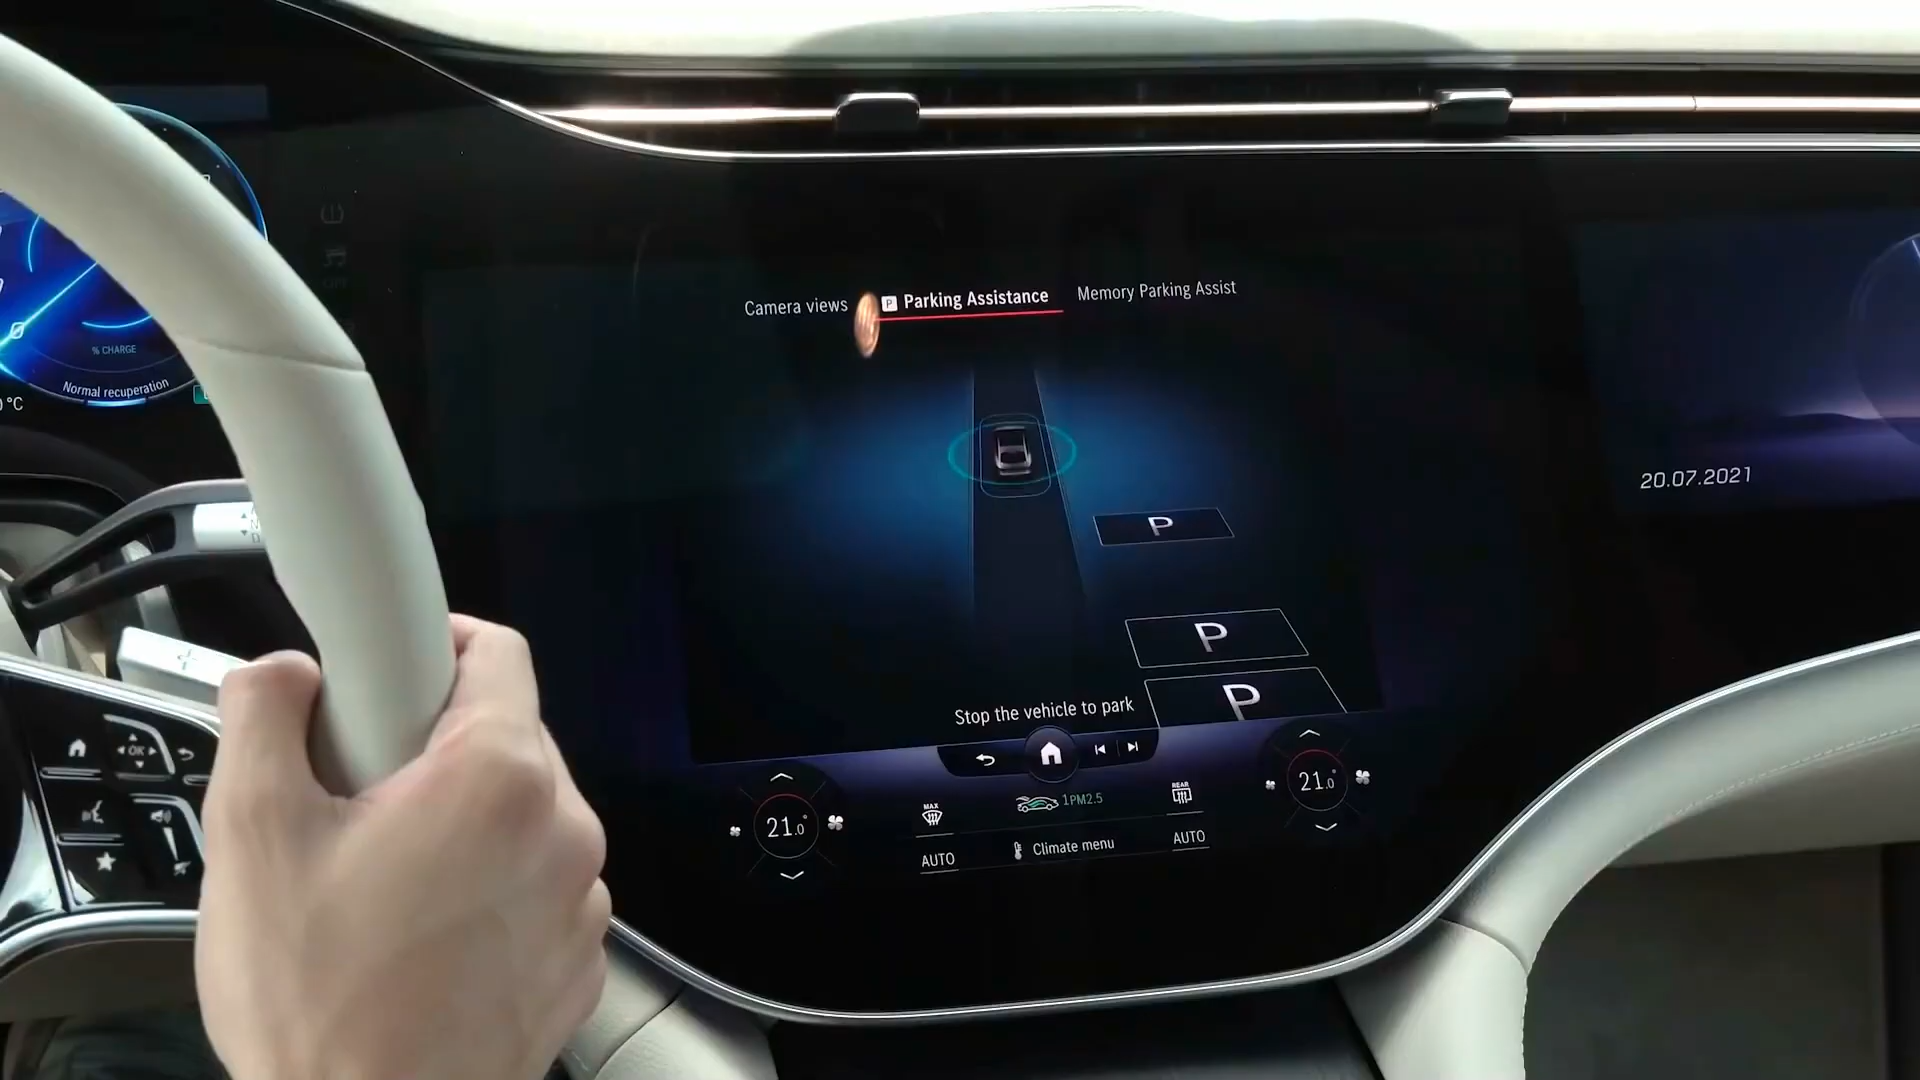 Camera views
P Parking Assistance
Memory Parking Assist
% CHARGE
Normal recuperation
°C
20.07.2021
N
D
P
P
P
Stop the vehicle to park
OK
21.0°
MAX
1PM2.5
REAR
21.0°
AUTO
Climate menu
AUTO